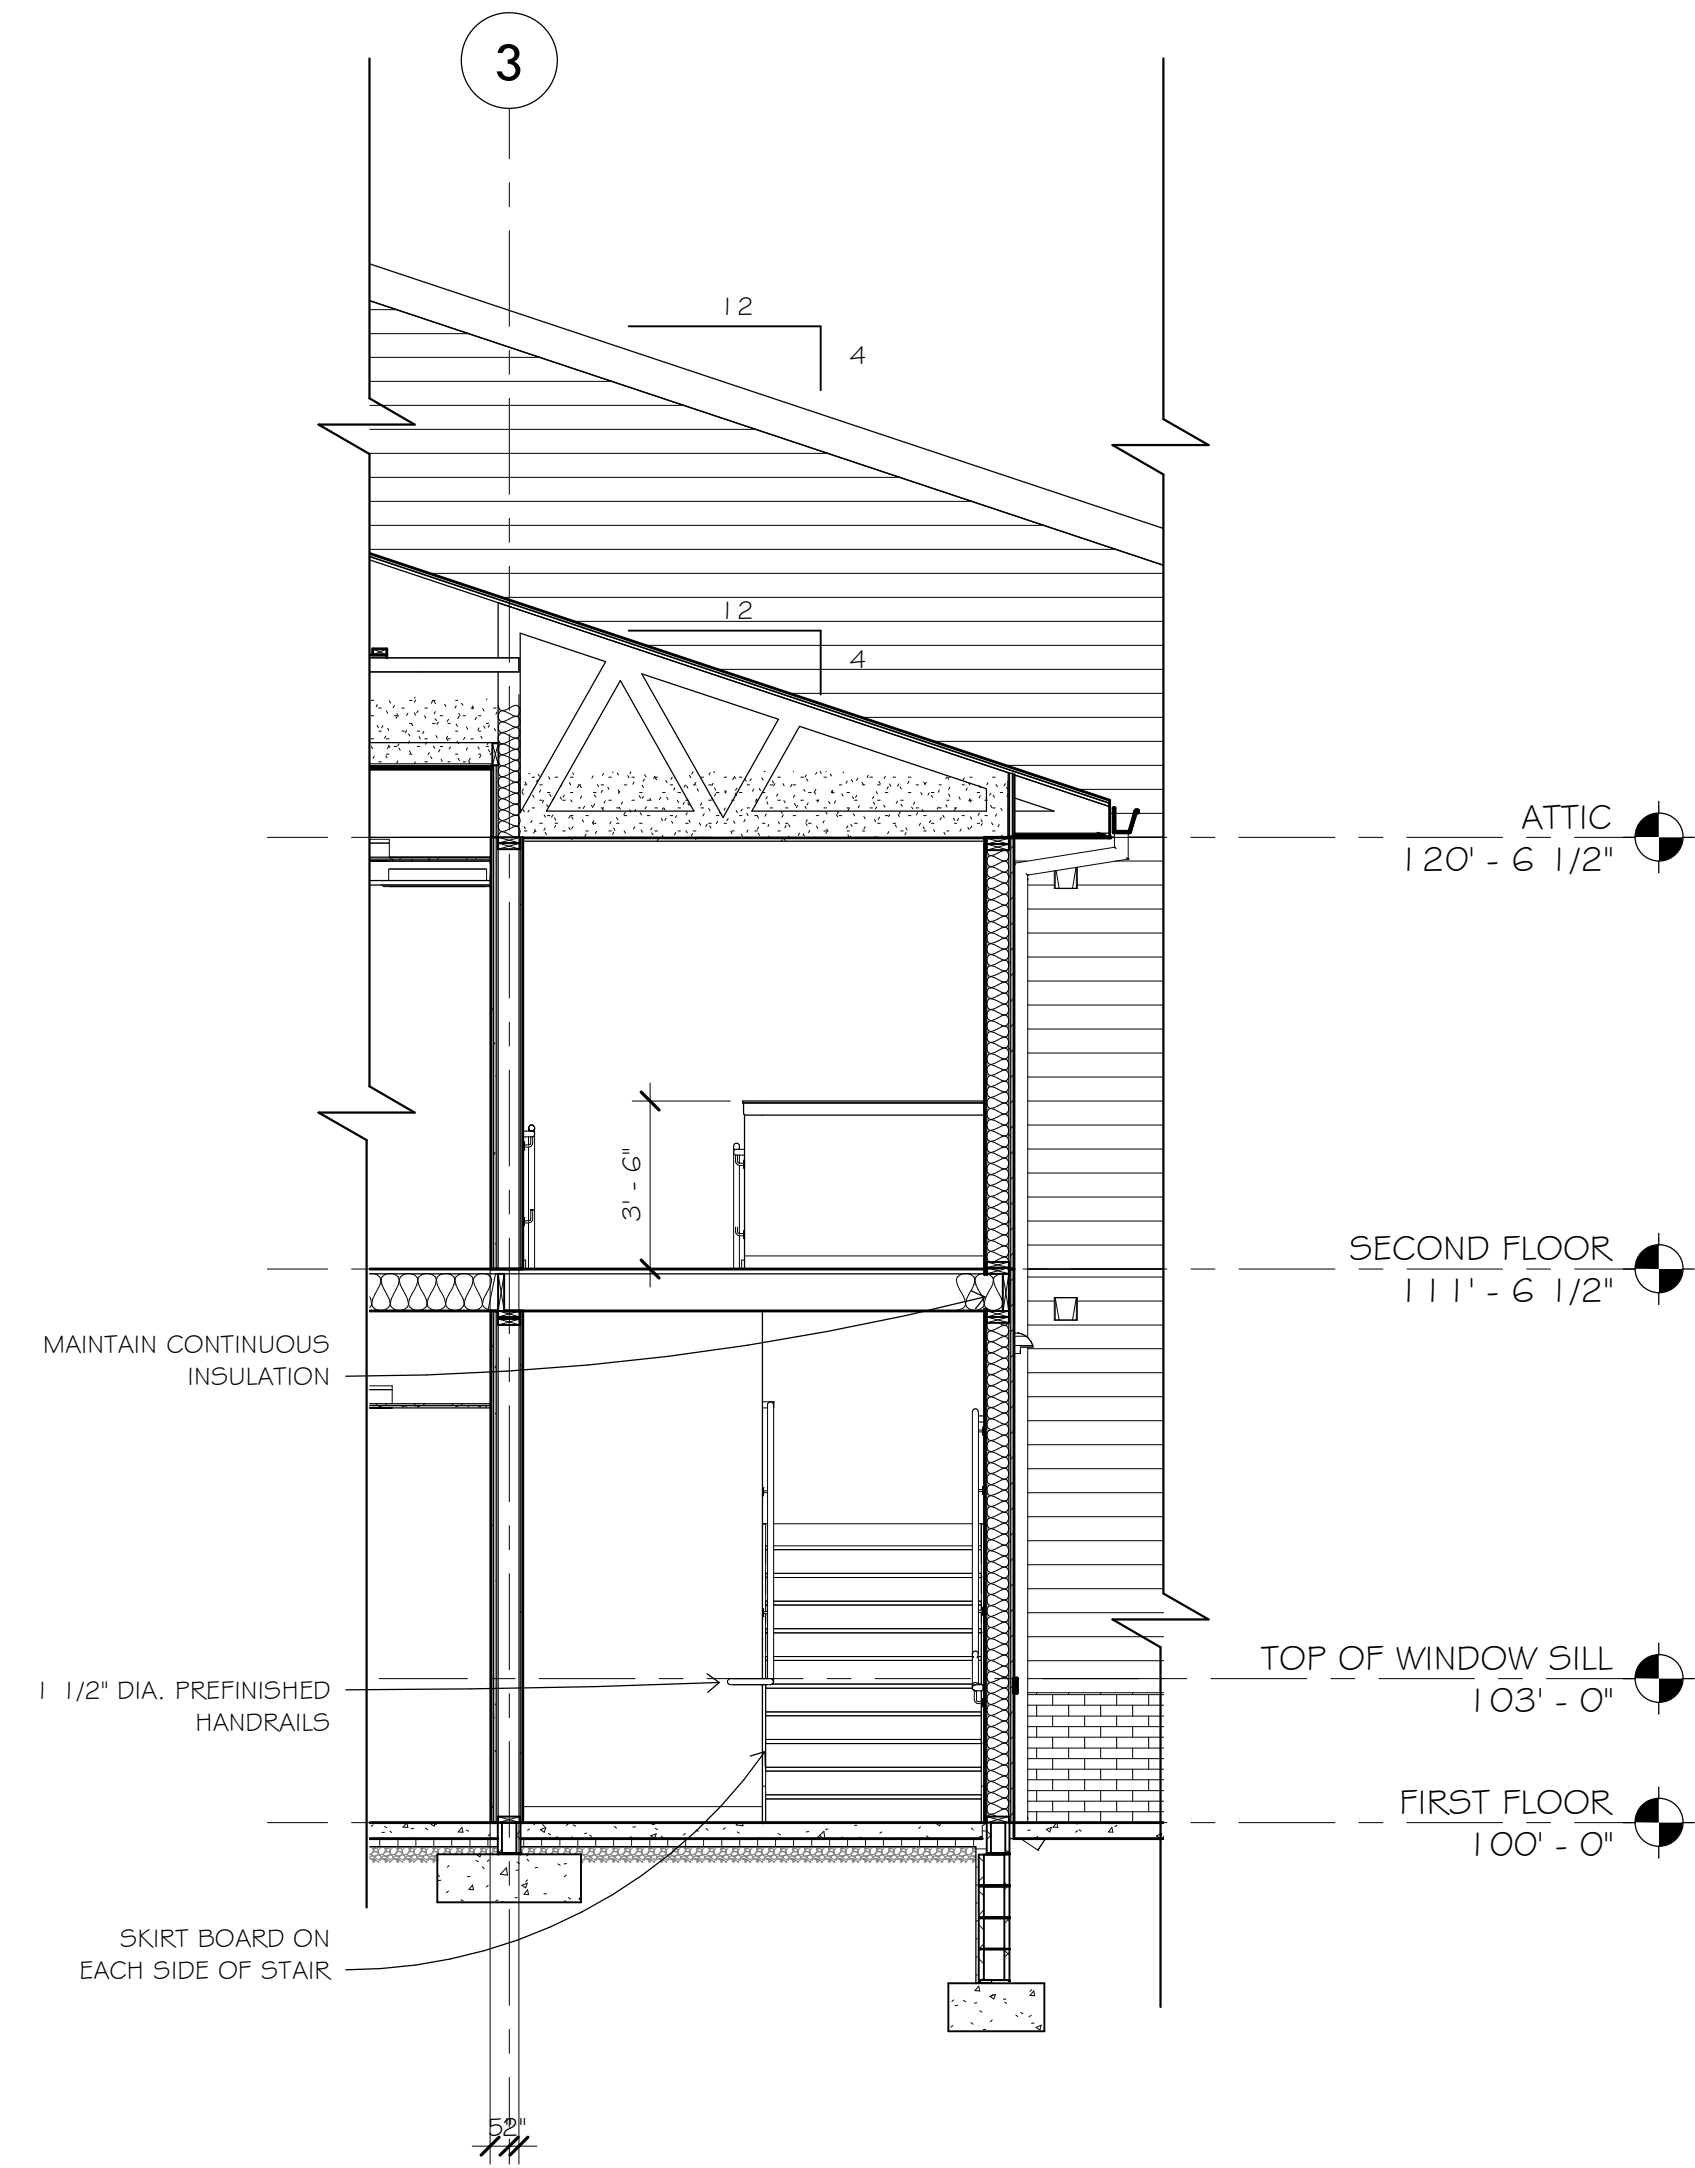 3
12
4
12
4
ATTIC
120' - 6 1/2"
3' - 6"
SECOND FLOOR
111' - 6 1/2"
MAINTAIN CONTINUOUS
INSULATION
TOP OF WINDOW SILL
103' - 0"
1 1/2" DIA. PREFINISHED
HANDRAILS
FIRST FLOOR
100' - 0"
SKIRT BOARD ON
EACH SIDE OF STAIR